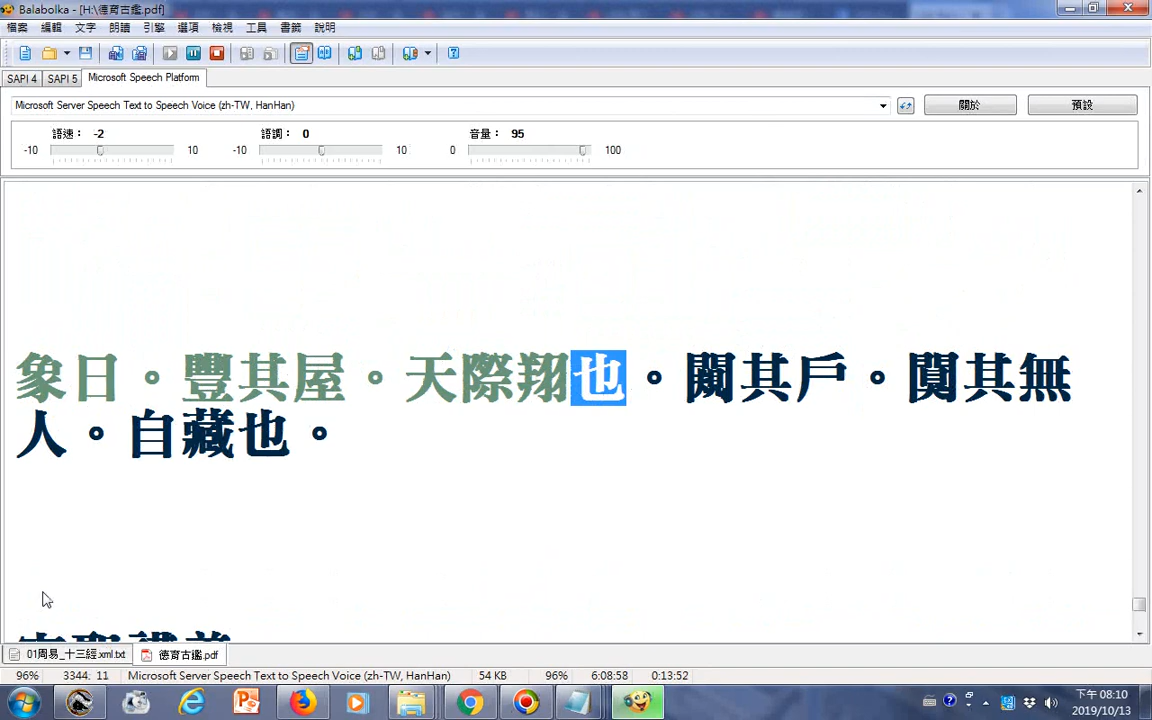 Balabolka - [H:\德育古鑑.pdf]
檔案 編輯 文字 朗讀 引擎 選項 檢視 工具 書籤 說明
SAPI 4 SAPI 5 Microsoft Speech Platform
Microsoft Server Speech Text to Speech Voice (zh-TW, HanHan) 關於 預設
語速： -2 語調： 0 音量： 95
-10 10 -10 10 0 100
象日。豐其屋。天際翔也。闚其戶。闃其無
人。自藏也。
01周易_十三經.xml.txt 德育古鑑.pdf
96% 3344: 11 Microsoft Server Speech Text to Speech Voice (zh-TW, HanHan) 54 KB 96% 6:08:58 0:13:52
下午 08:10
2019/10/13